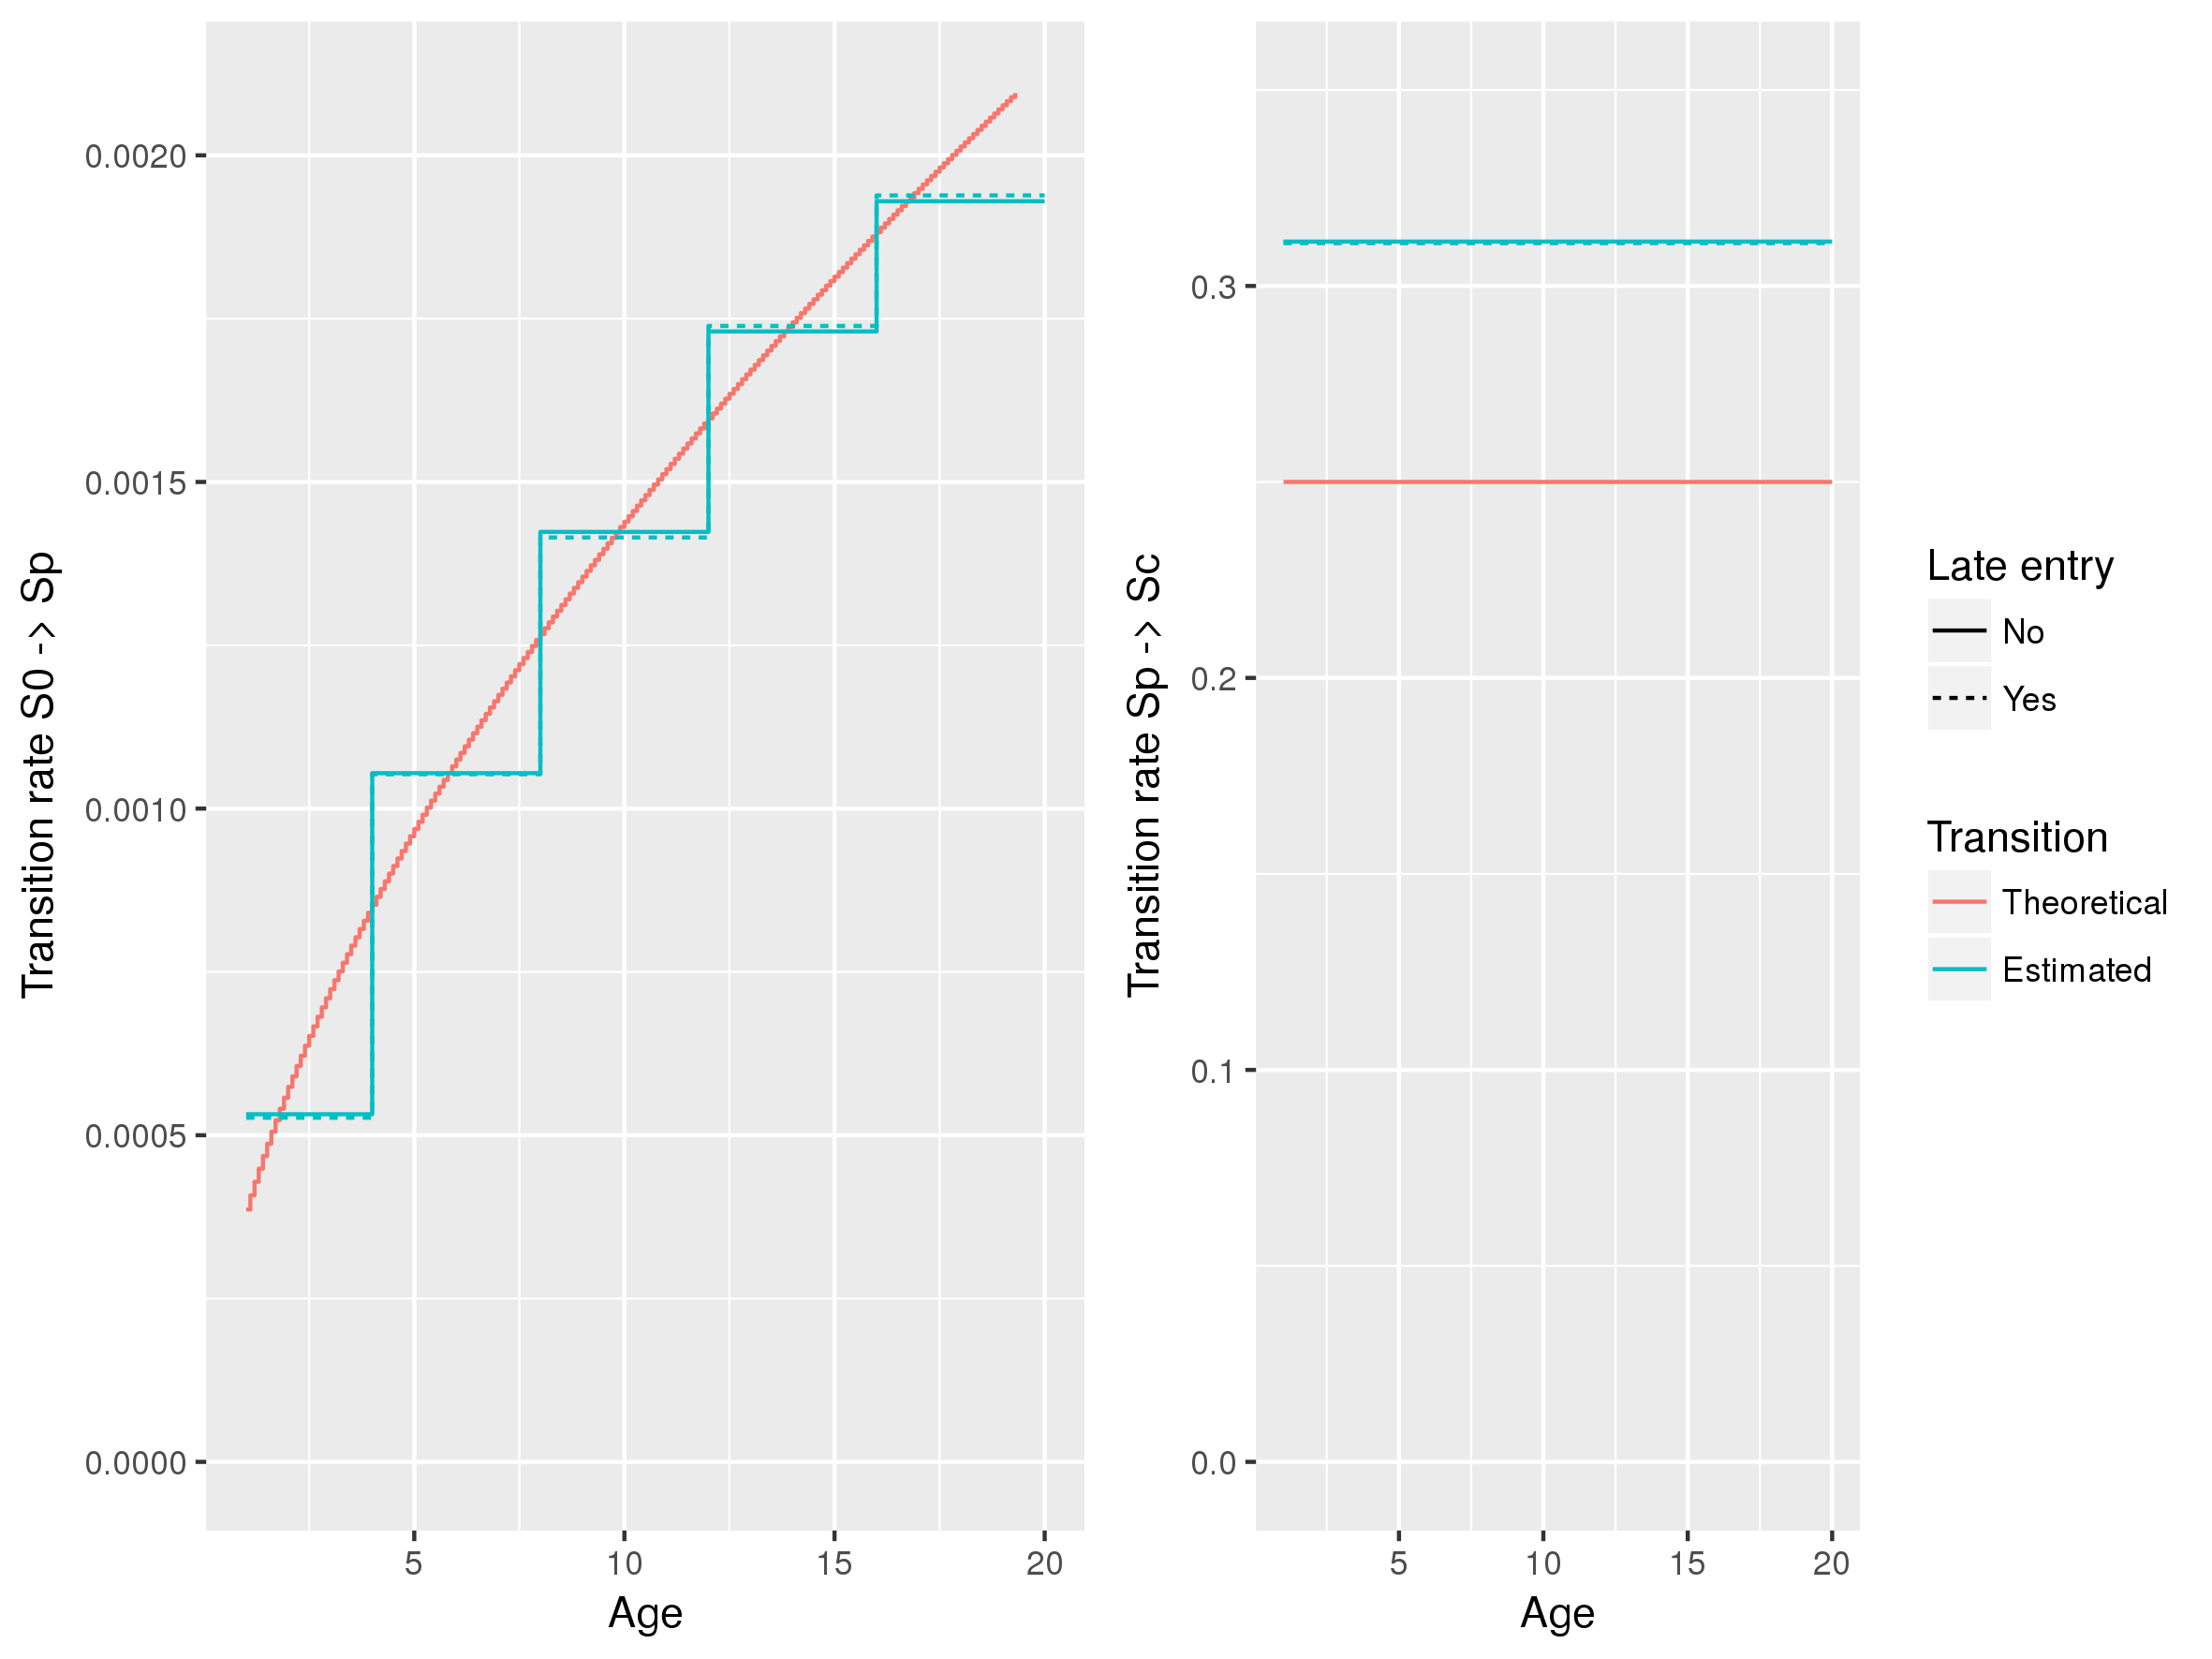 Transition rate S0 -> Sp
0.0020
0.0015
0.0010
0.0005
0.0000
5 10 15 20
Age
Transition rate Sp -> Sc
0.3
0.2
0.1
0.0
5 10 15 20
Age
Late entry
No
Yes
Transition
Theoretical
Estimated